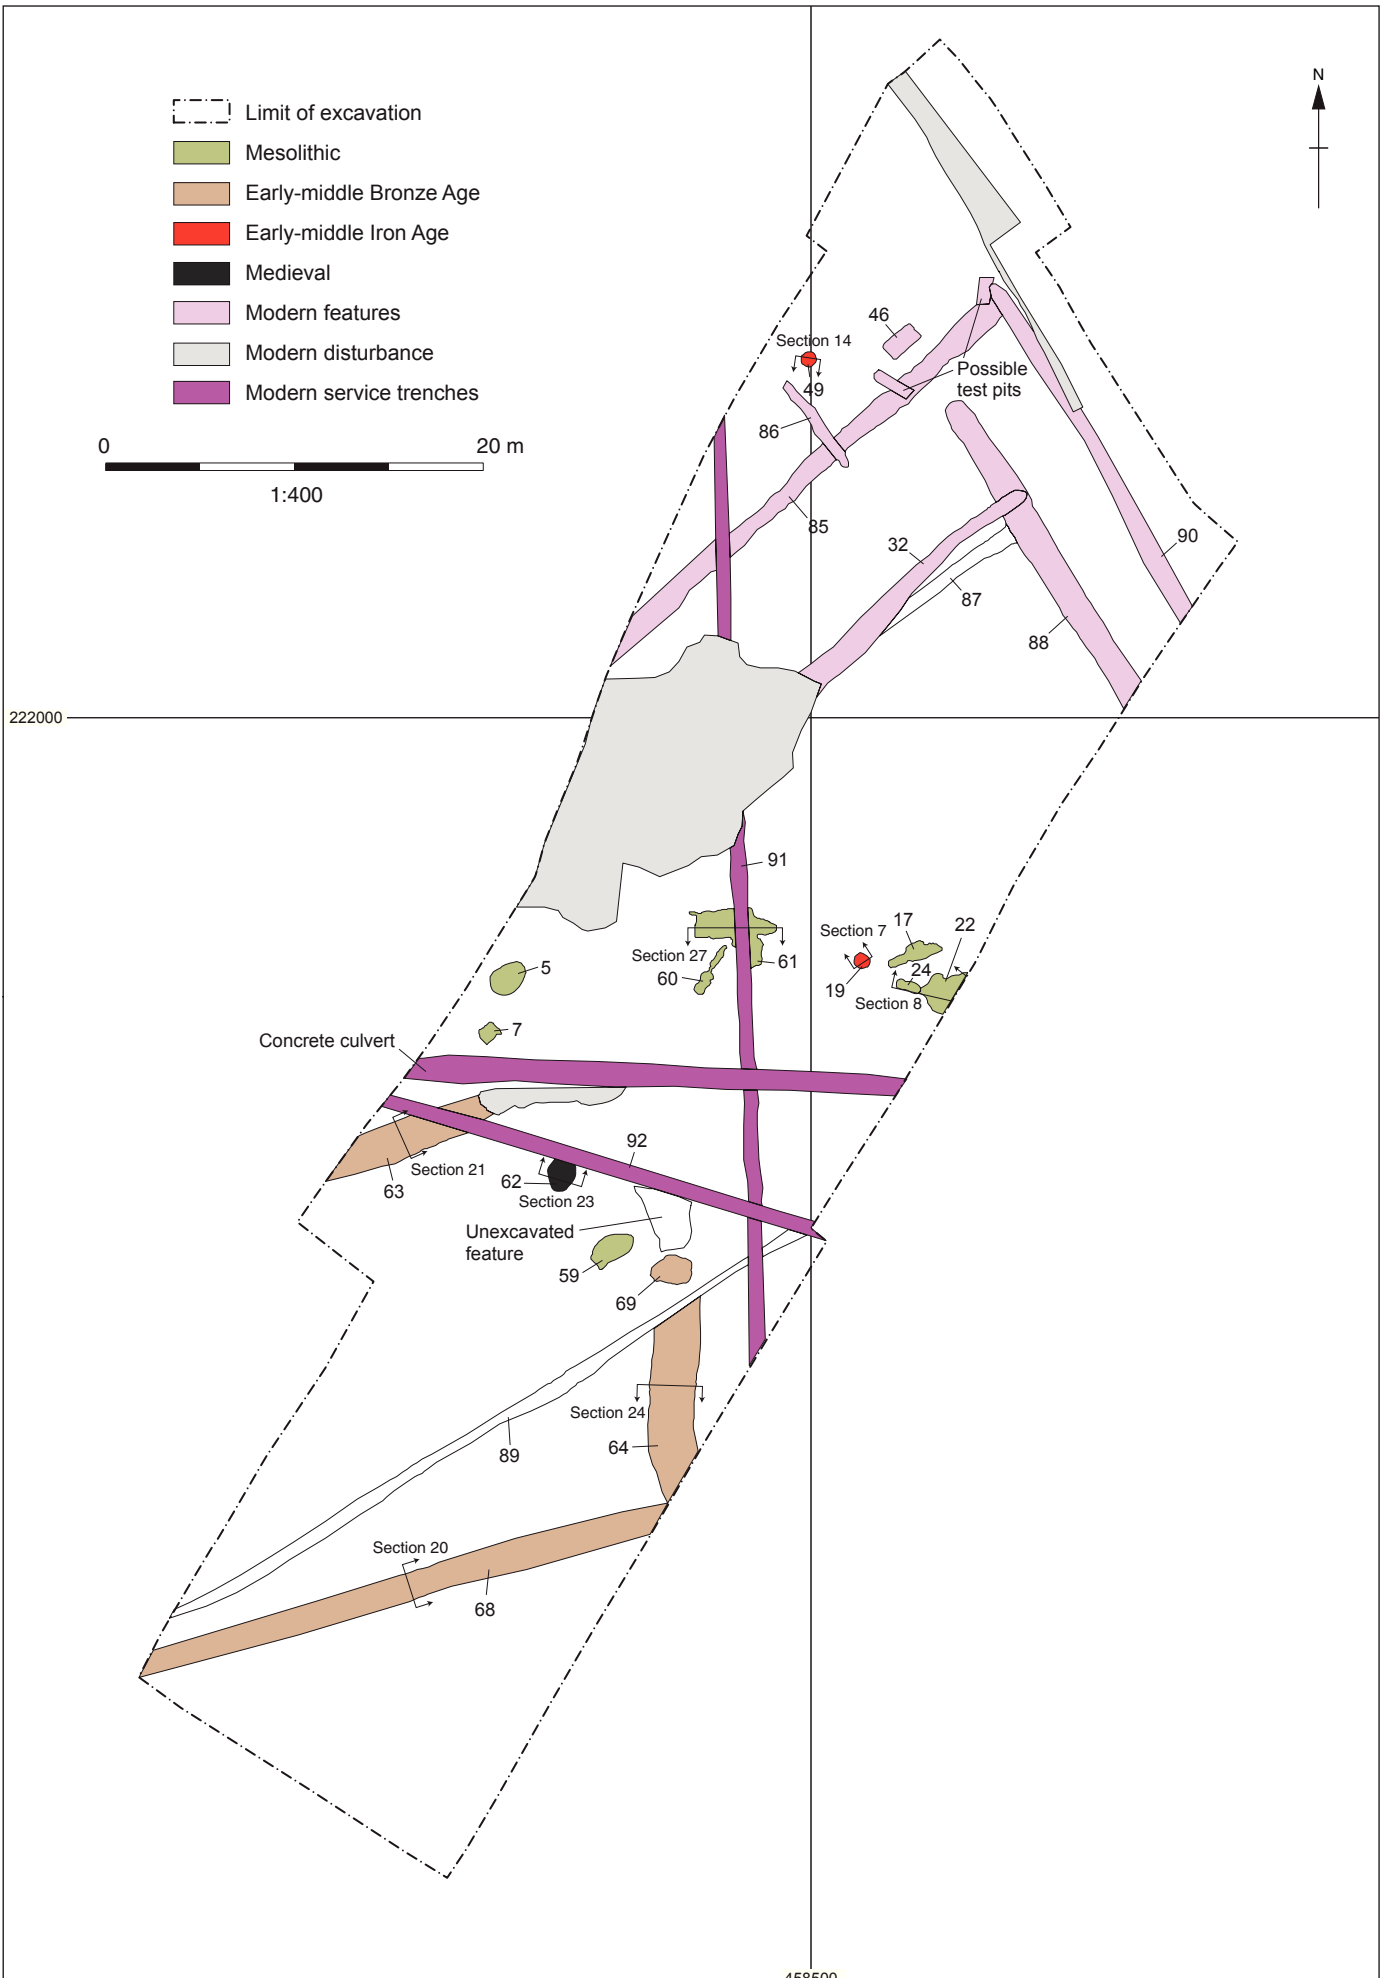 N
Limit of excavation
Mesolithic
Early-middle Bronze Age
Early-middle Iron Age
Medieval
Modern features
Modern disturbance
Modern service trenches
0
20 m
1:400
46
Section 14
49
Possible
test pits
86
85
32
90
87
88
222000
91
Section 7
17
22
Section 27
61
24
60
19
Section 8
5
7
Concrete culvert
92
Section 21
62
63
Section 23
Unexcavated
feature
59
69
Section 24
64
89
Section 20
68
458500